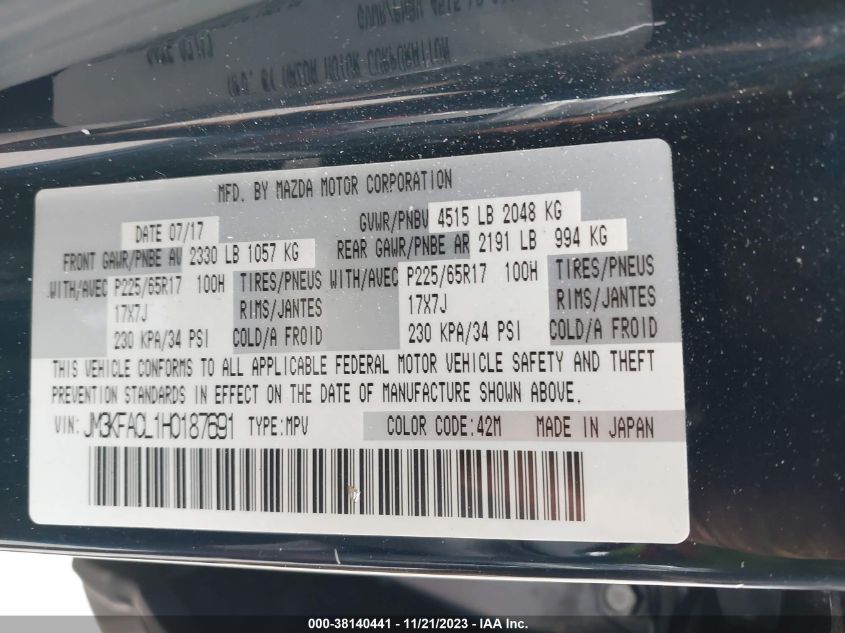 MFD. BY MAZDA MOTOR CORPORATION
DATE 07/17 GVWR/PNBV 4515 LB 2048 KG
FRONT GAWR/PNBE AV 2330 LB 1057 KG REAR GAWR/PNBE AR 2191 LB 994 KG
WITH/AVEC P225/65R17 100H TIRES/PNEUS WITH/AVEC P225/65R17 100H TIRES/PNEUS
17X7J RIMS/JANTES 17X7J RIMS/JANTES
230 KPA/34 PSI COLD/A FROID 230 KPA/34 PSI COLD/A FROID
THIS VEHICLE CONFORMS TO ALL APPLICABLE FEDERAL MOTOR VEHICLE SAFETY AND THEFT
PREVENTION STANDARDS IN EFFECT ON THE DATE OF MANUFACTURE SHOWN ABOVE.
VIN: JM3KFACL1H0187691 TYPE:MPV COLOR CODE:42M MADE IN JAPAN
000-38140441 - 11/21/2023 - IAA Inc.